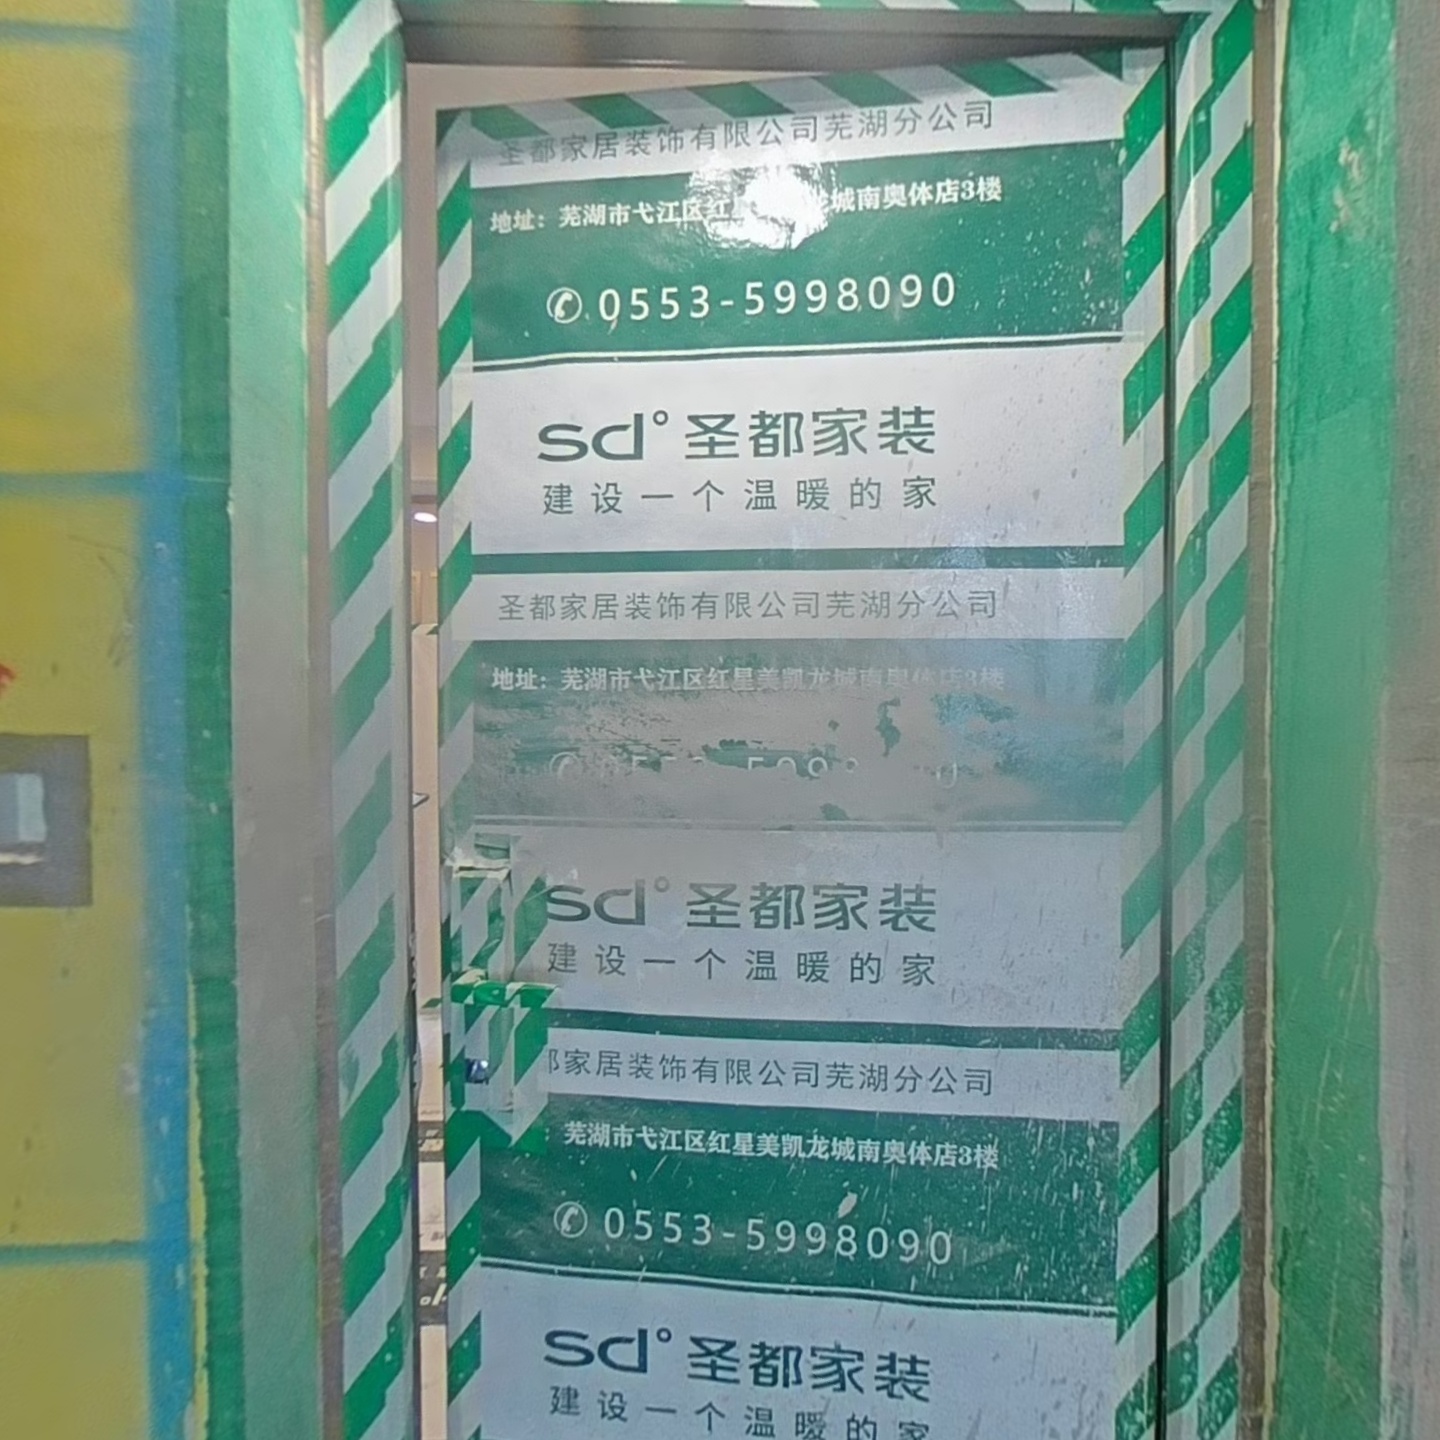 圣都家居装饰有限公司芜湖分公司
地址：芜湖市弋江区红星 龙城南奥体店3楼
0553-5998090
sd°圣都家装
建设一个温暖的家
圣都家居装饰有限公司芜湖分公司
地址：芜湖市弋江区红星美凯龙城南奥体店3楼
0553-5998 0
sd°圣都家装
建设一个温暖的家
家居装饰有限公司芜湖分公司
芜湖市弋江区红星美凯龙城南奥体店3楼
0553-5998090
sd°圣都家装
建设一个温暖的家